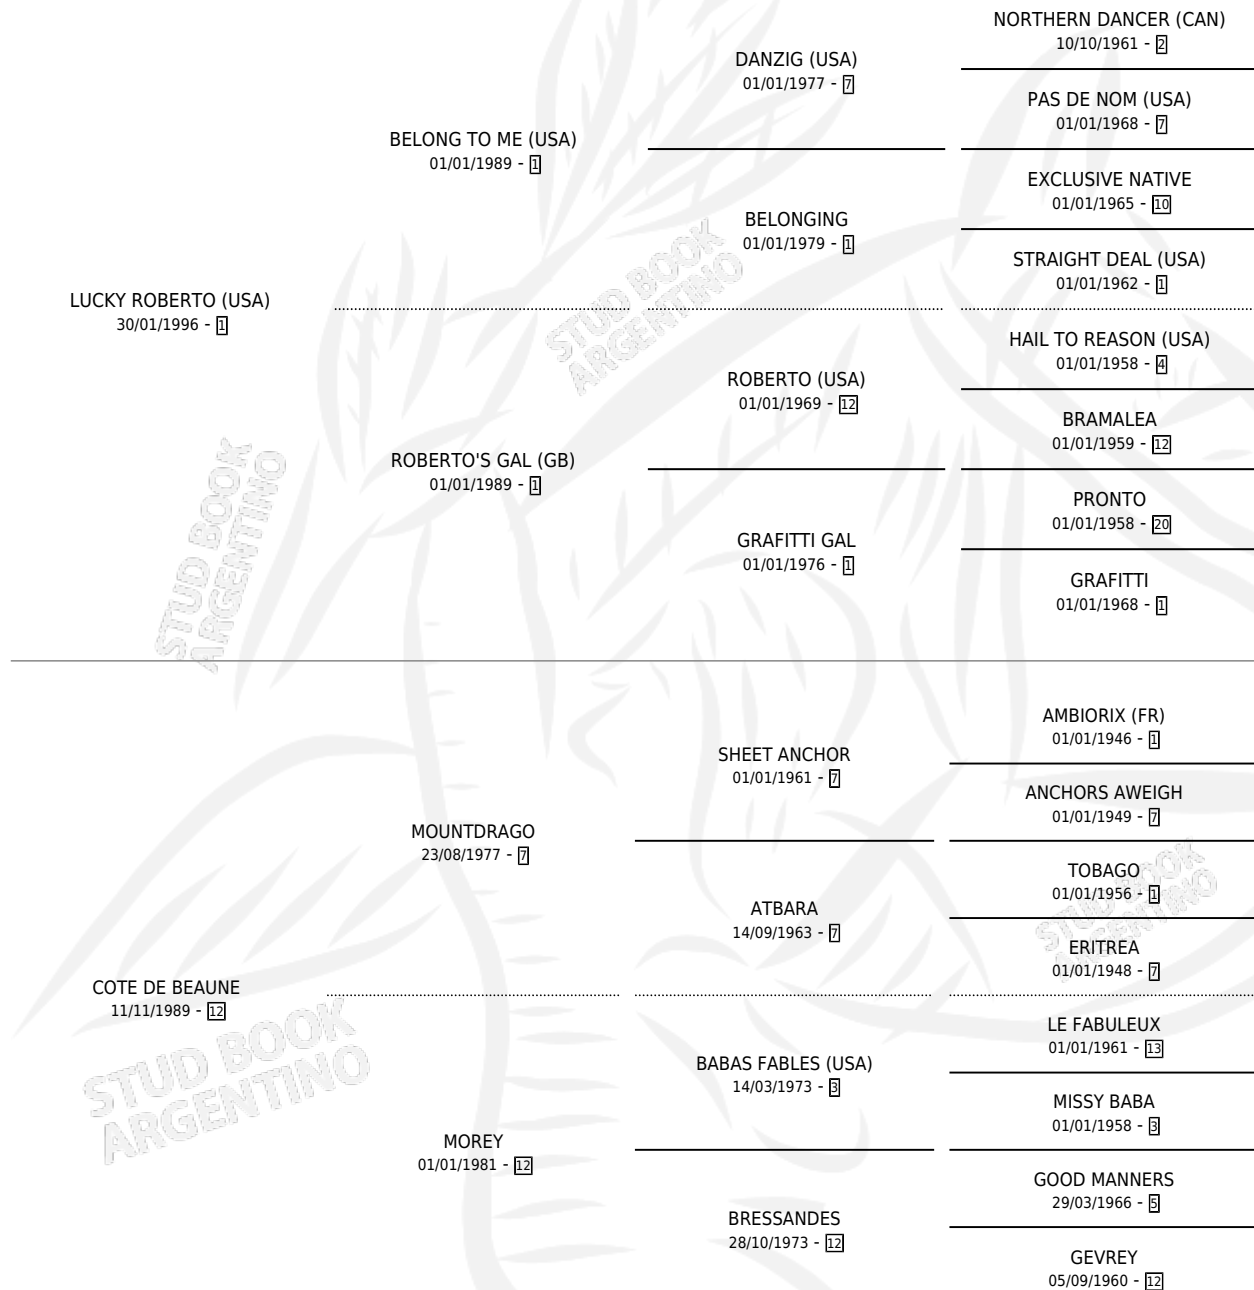 NORTHERN DANCER (CAN)
10/10/1961 - 2
DANZIG (USA)
01/01/1977 - 7
PAS DE NOM (USA)
01/01/1968 - 7
BELONG TO ME (USA)
01/01/1989 - 1
EXCLUSIVE NATIVE
01/01/1965 - 10
BELONGING
01/01/1979 - 1
STRAIGHT DEAL (USA)
01/01/1962 - 1
LUCKY ROBERTO (USA)
30/01/1996 - 1
STUD BOOK
ARGENTINO
HAIL TO REASON (USA)
01/01/1958 - 4
ROBERTO (USA)
01/01/1969 - 12
BRAMALEA
01/01/1959 - 12
ROBERTO'S GAL (GB)
01/01/1989 - 1
PRONTO
01/01/1958 - 20
GRAFITTI GAL
01/01/1976 - 1
GRAFITTI
01/01/1968 - 1
STUD BOOK
ARGENTINO
AMBIORIX (FR)
01/01/1946 - 1
SHEET ANCHOR
01/01/1961 - 7
ANCHORS AWEIGH
01/01/1949 - 7
MOUNTDRAGO
23/08/1977 - 7
TOBAGO
01/01/1956 - 1
ATBARA
14/09/1963 - 7
STUD BOOK
ARGENTINO
ERITREA
01/01/1948 - 7
COTE DE BEAUNE
11/11/1989 - 12
LE FABULEUX
01/01/1961 - 13
BABAS FABLES (USA)
14/03/1973 - 3
MISSY BABA
01/01/1958 - 3
STUD BOOK
ARGENTINO
MOREY
01/01/1981 - 12
GOOD MANNERS
29/03/1966 - 5
BRESSANDES
28/10/1973 - 12
GEVREY
05/09/1960 - 12